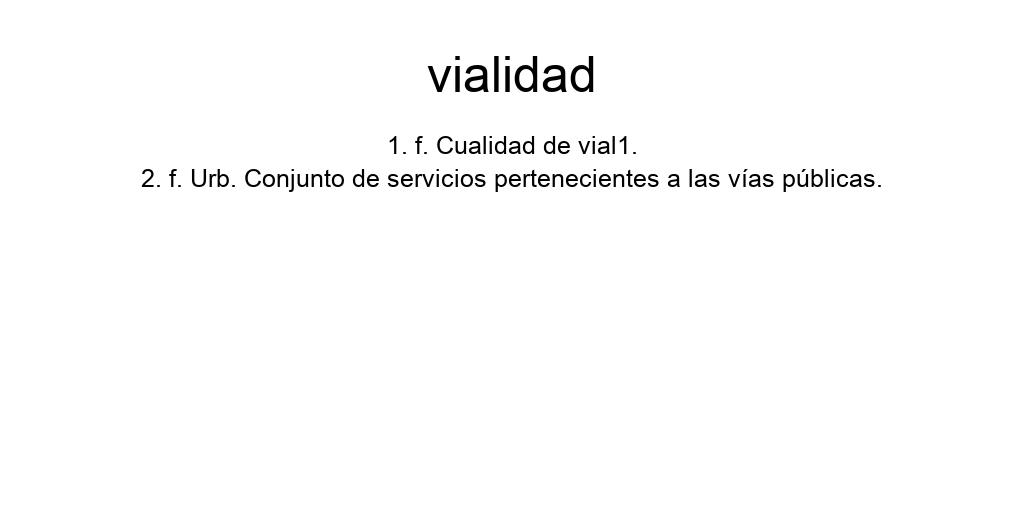 vialidad
1. f. Cualidad de vial1.
2. f. Urb. Conjunto de servicios pertenecientes a las vías públicas.